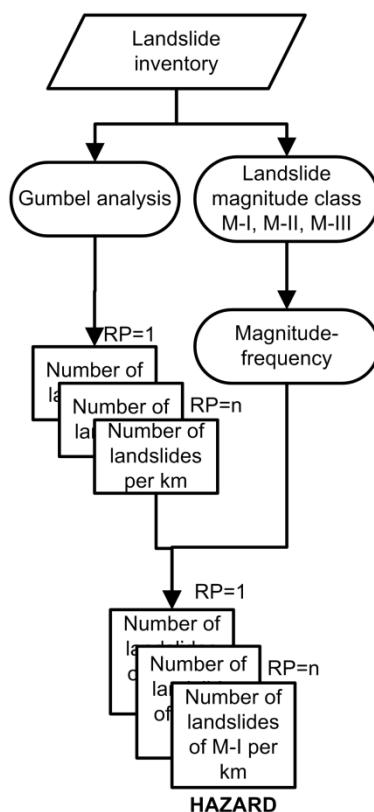 Landslide
inventory
Gumbel analysis
Landslide
magnitude class
M-I, M-II, M-III
Magnitude-
frequency
RP=1
Number of
Number of
RP=n
Number of
landslides
per km
RP=1
Number of
Number of
RP=n
Number of
landslides
of M-I per
km
HAZARD